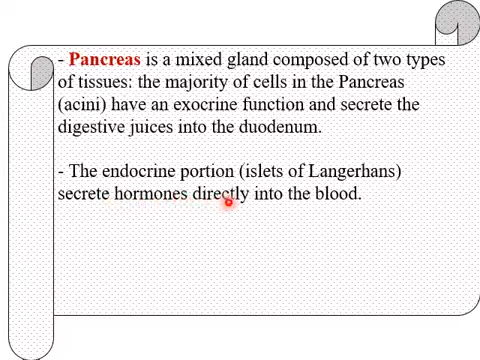 - Pancreas is a mixed gland composed of two types
of tissues: the majority of cells in the Pancreas
(acini) have an exocrine function and secrete the
digestive juices into the duodenum.
- The endocrine portion (islets of Langerhans)
secrete hormones directly into the blood.